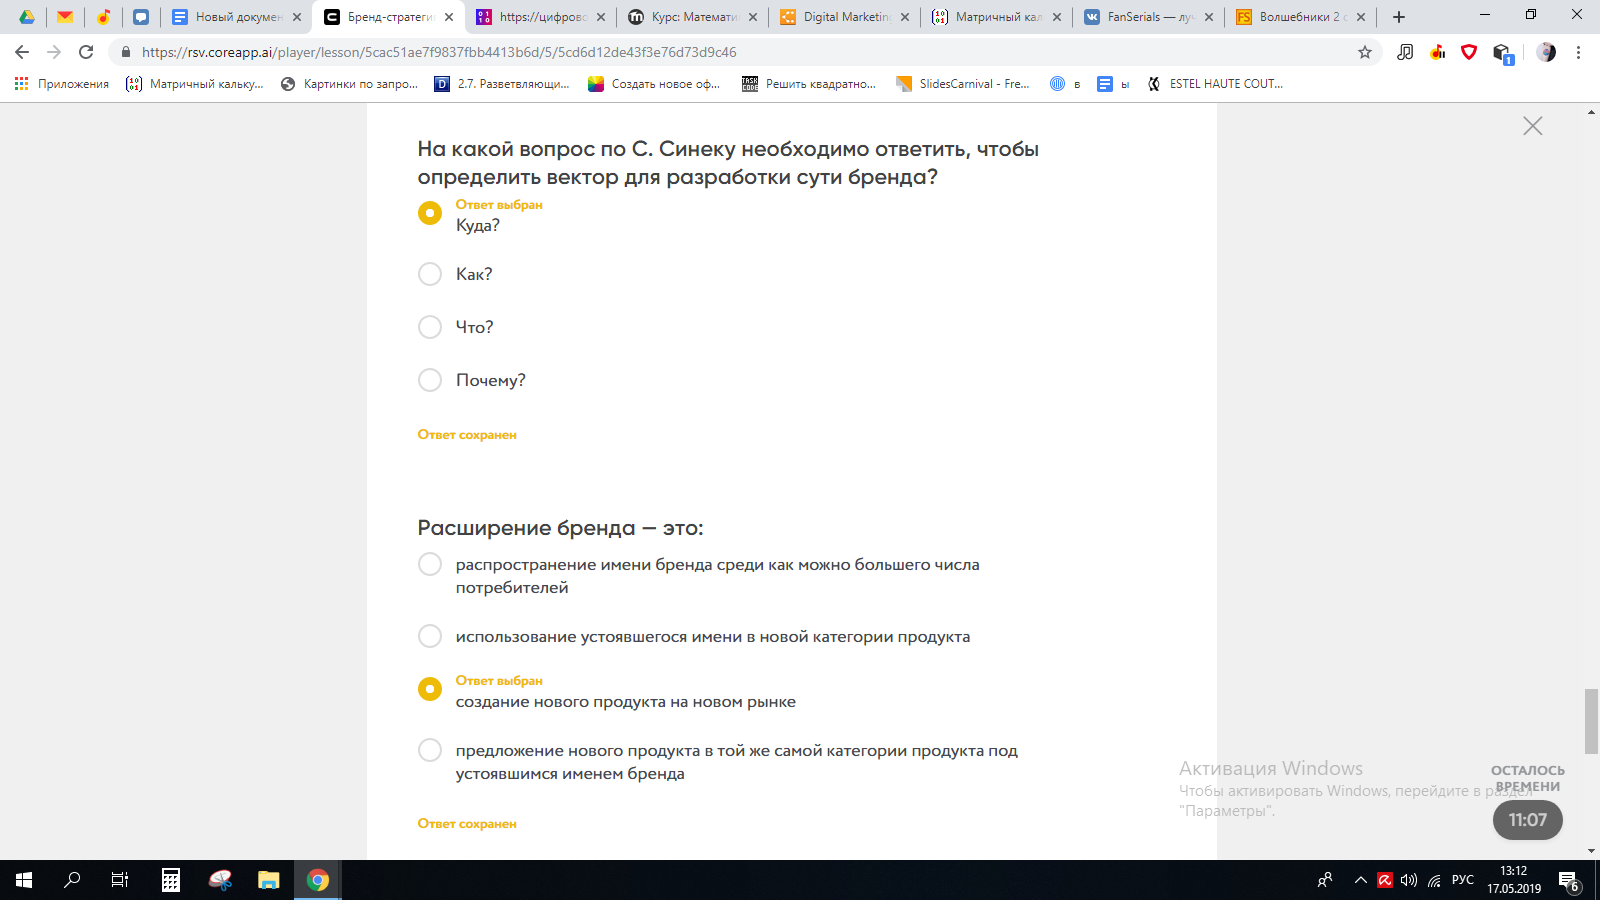 Новый докумен
Бренд-стратеги
https://цифрово
Курс: Математи
Digital Marketing
Матричный кал
FanSerials — луч
Волшебники 2 с
https://rsv.coreapp.ai/player/lesson/5cac51ae7f9837fbb4413b6d/5/5cd6d12de43f3e76d73d9c46
1
Приложения
Матричный кальку...
Картинки по запро...
2.7. Разветвляющи...
Создать новое оф...
Решить квадратно...
SlidesCarnival - Fre...
в
ы
ESTEL HAUTE COUT...
На какой вопрос по С. Синеку необходимо ответить, чтобы
определить вектор для разработки сути бренда?
Ответ выбран
Куда?
Как?
Что?
Почему?
Ответ сохранен
Расширение бренда — это:
распространение имени бренда среди как можно большего числа
потребителей
использование устоявшегося имени в новой категории продукта
Ответ выбран
создание нового продукта на новом рынке
предложение нового продукта в той же самой категории продукта под
устоявшимся именем бренда
Ответ сохранен
Активация Windows
Чтобы активировать Windows, перейдите в раздел
"Параметры".
ОСТАЛОСЬ
ВРЕМЕНИ
11:07
РУС
13:12
17.05.2019
6